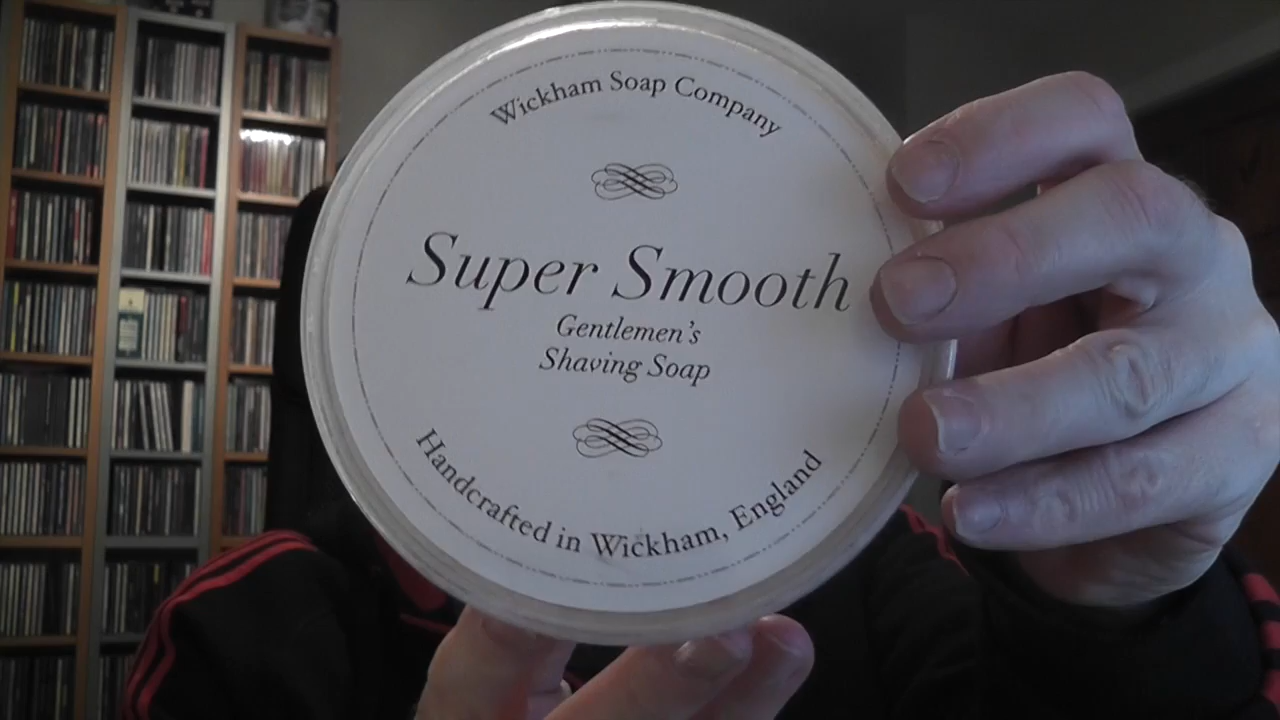 Wickham Soap Company
Super Smooth
Gentlemen's
Shaving Soap
Handcrafted in Wickham, England